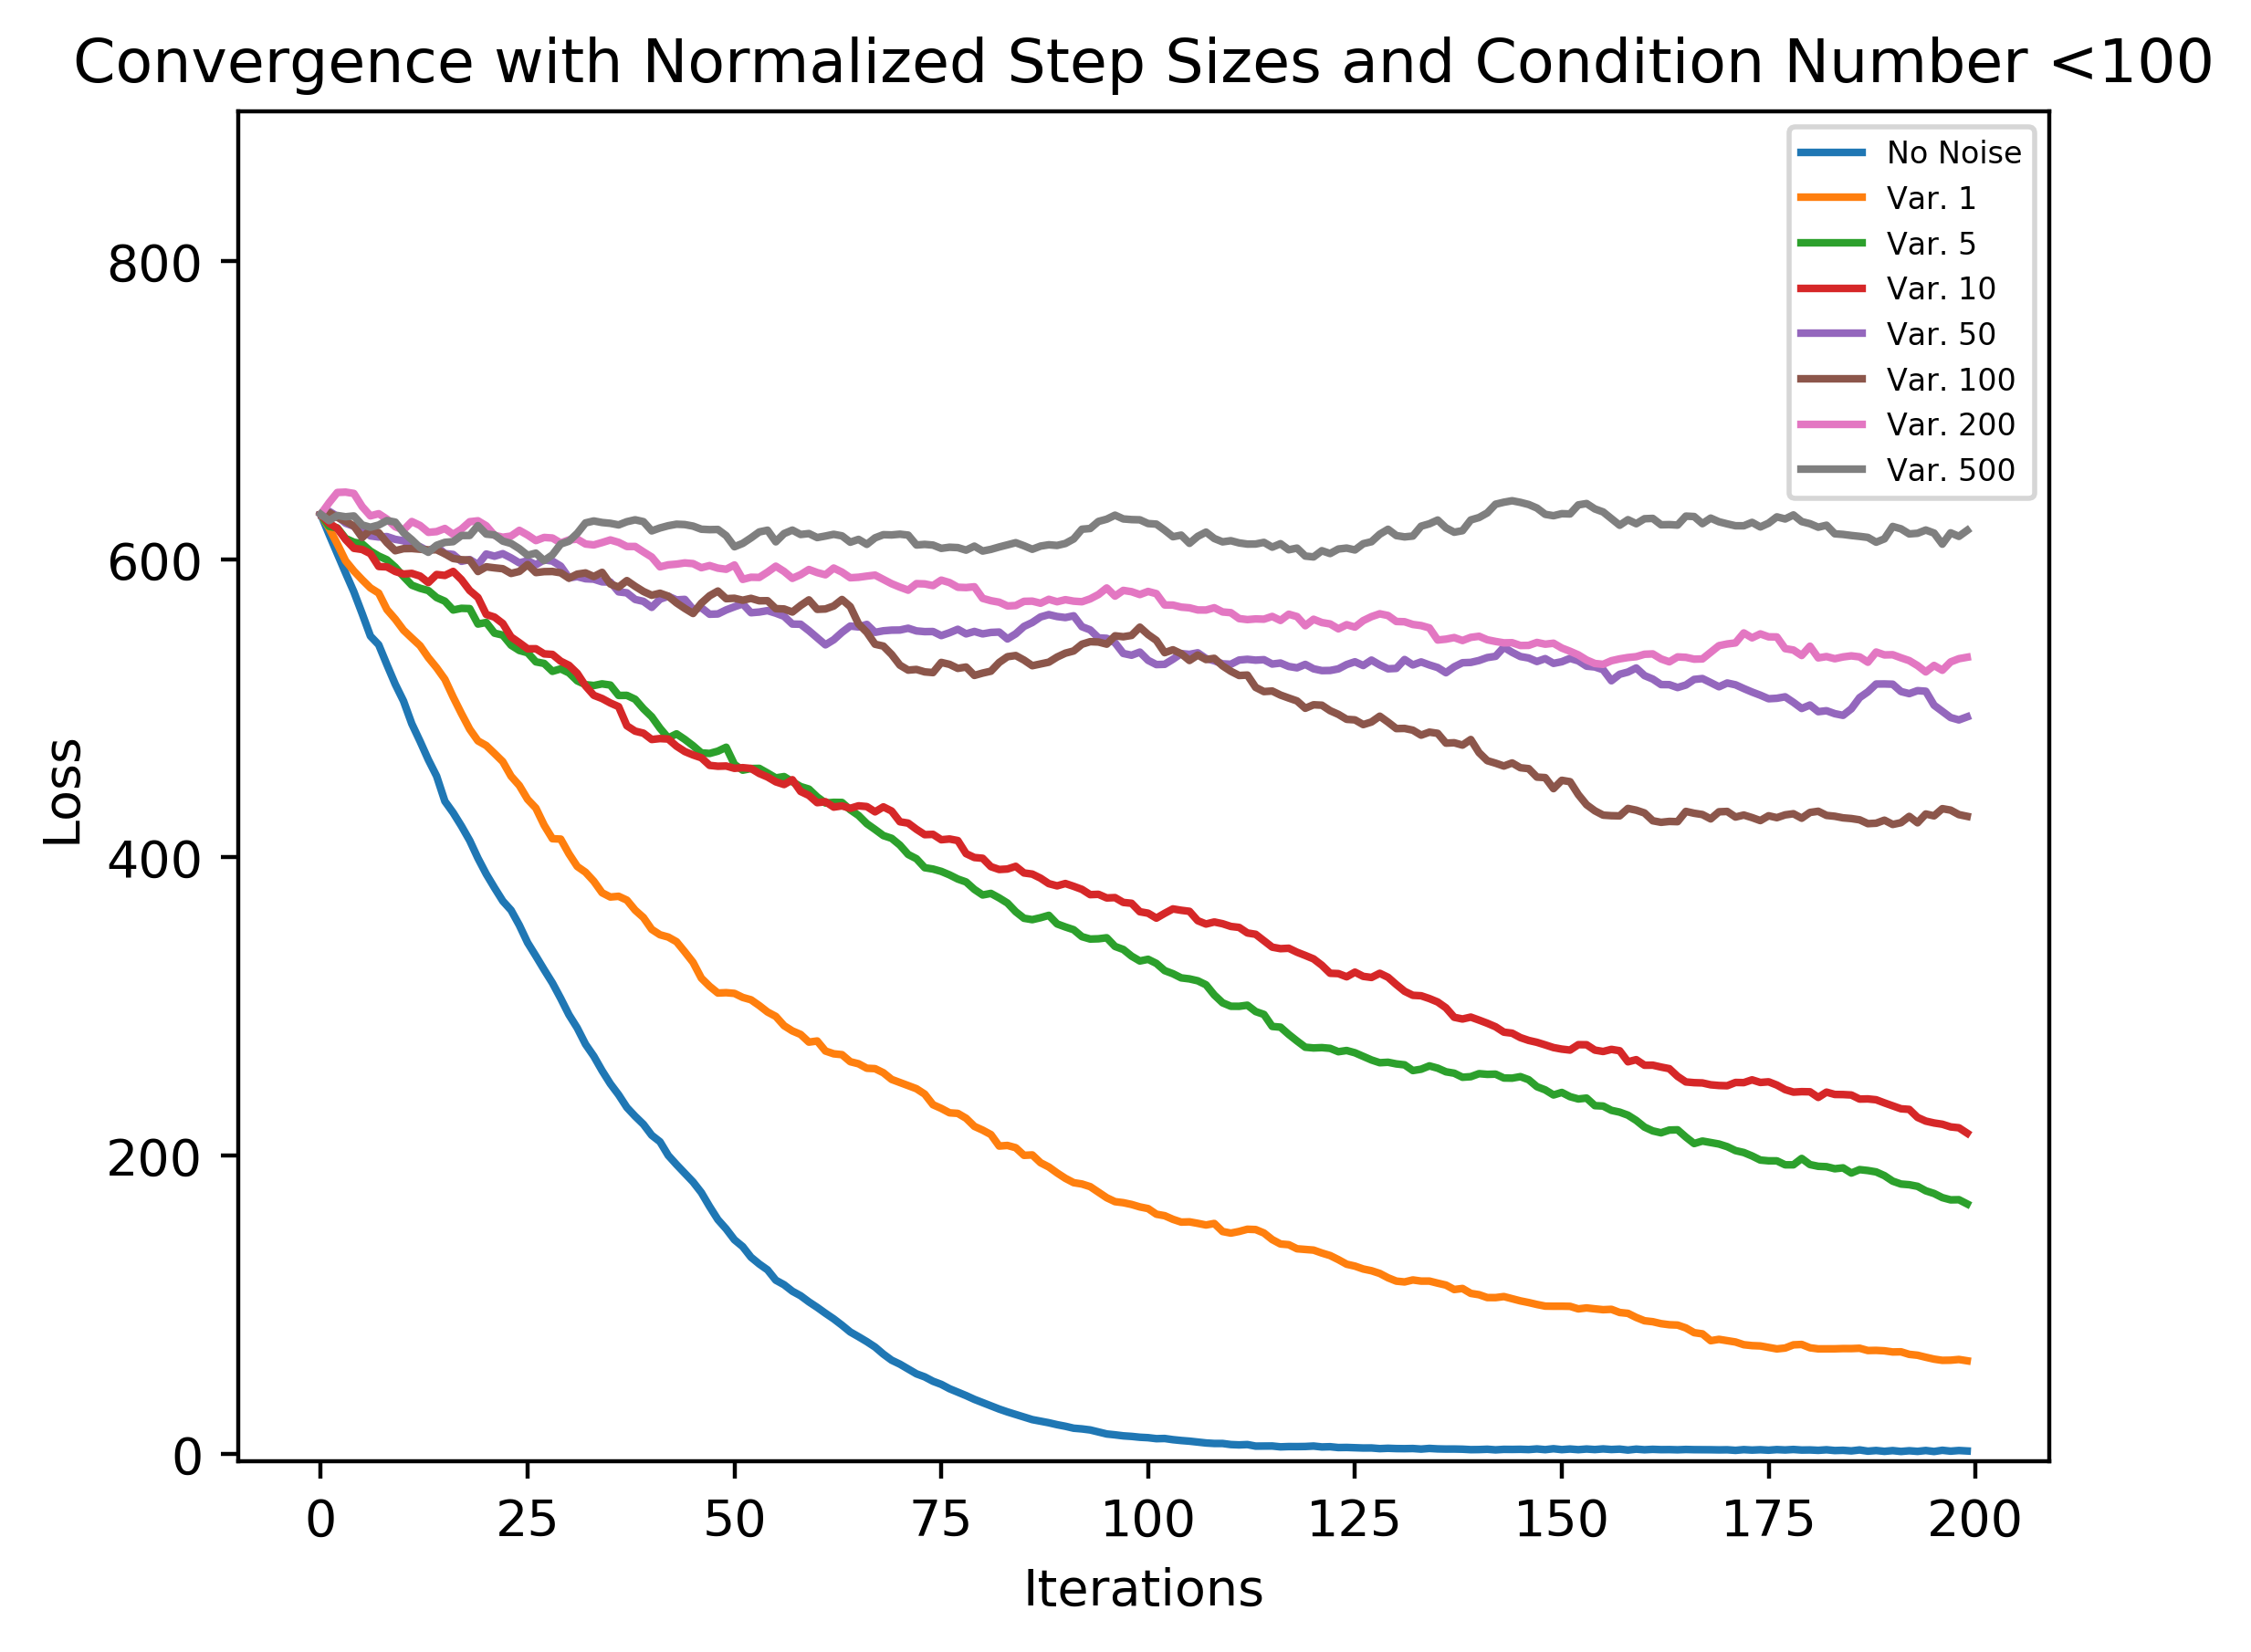 Convergence with Normalized Step Sizes and Condition Number <100
No Noise
Var. 1
Var. 5
Var. 10
Var. 50
Var. 100
Var. 200
Var. 500
800
600
400
200
0
Loss
0 25 50 75 100 125 150 175 200
Iterations